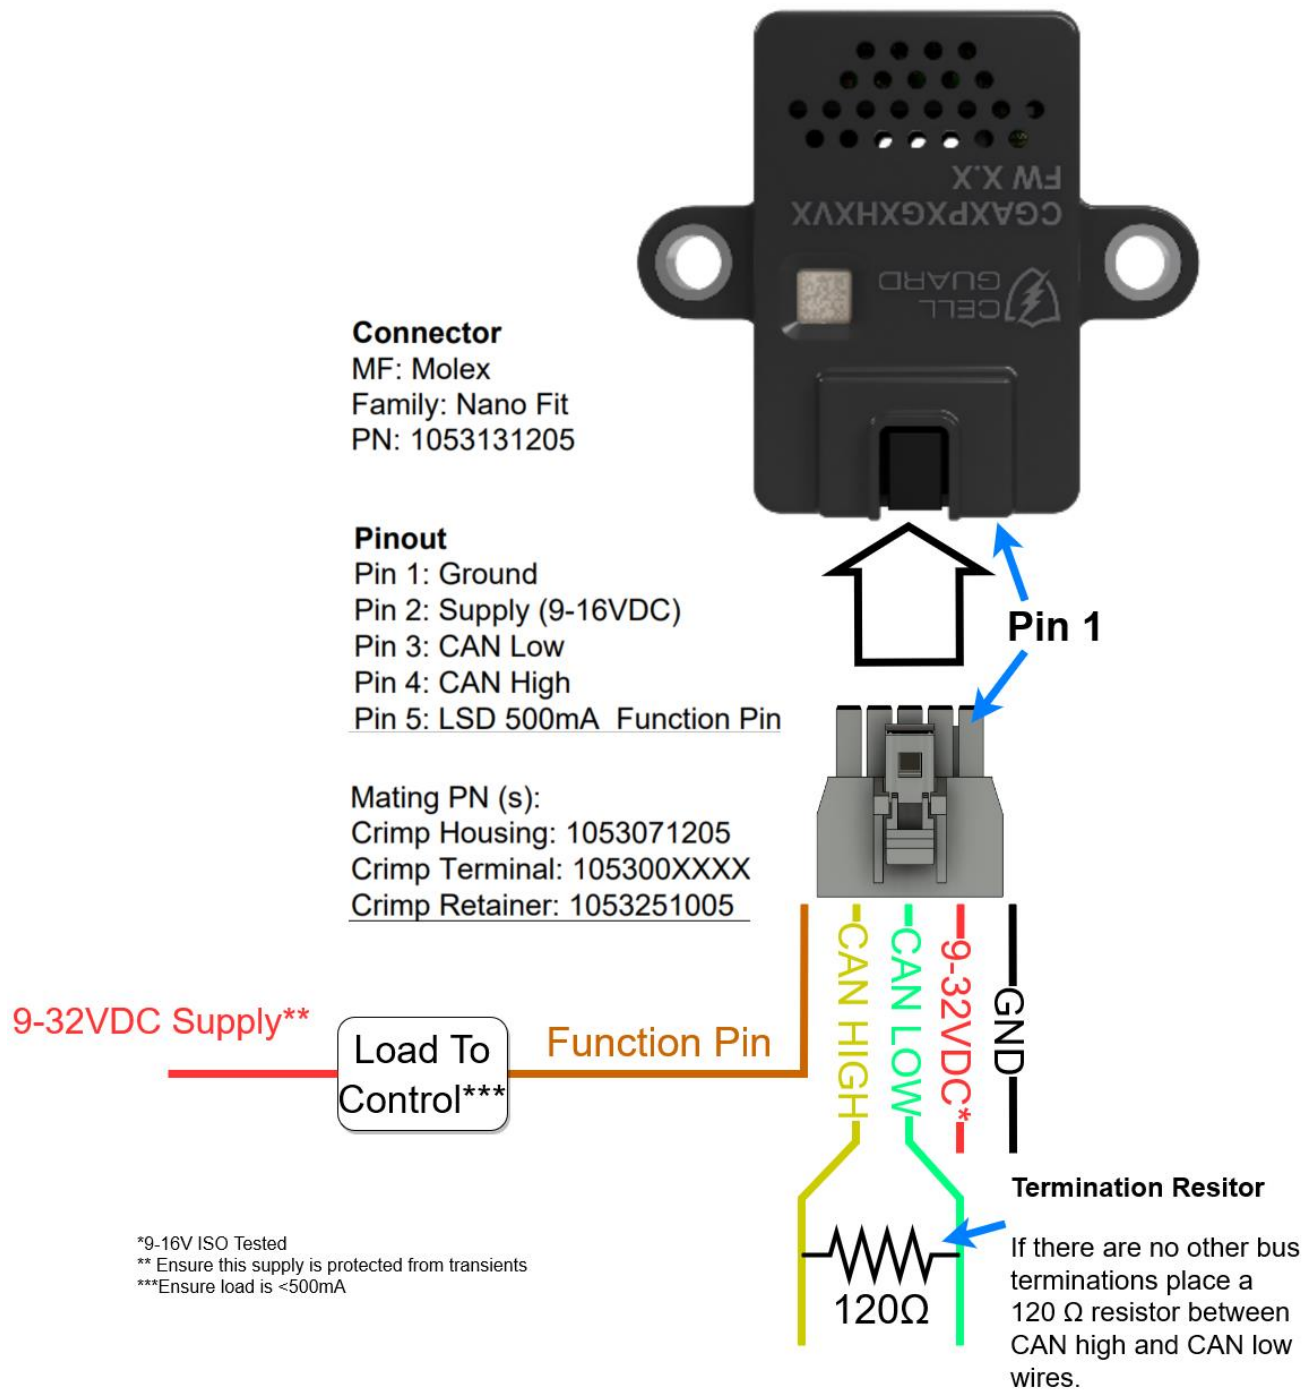 FW X.X
CGAXPXGXHXVX
CELL
GUARD
Connector
MF: Molex
Family: Nano Fit
PN: 1053131205
Pinout
Pin 1: Ground
Pin 2: Supply (9-16VDC)
Pin 3: CAN Low
Pin 4: CAN High
Pin 5: LSD 500mA  Function Pin
Pin 1
Mating PN (s):
Crimp Housing: 1053071205
Crimp Terminal: 105300XXXX
Crimp Retainer: 1053251005
9-32VDC Supply**
Load To
Control***
Function Pin
CAN HIGH
CAN LOW
9-32VDC*
GND
Termination Resitor
If there are no other bus
terminations place a
120 Ω resistor between
CAN high and CAN low
wires.
120Ω
*9-16V ISO Tested
** Ensure this supply is protected from transients
***Ensure load is <500mA